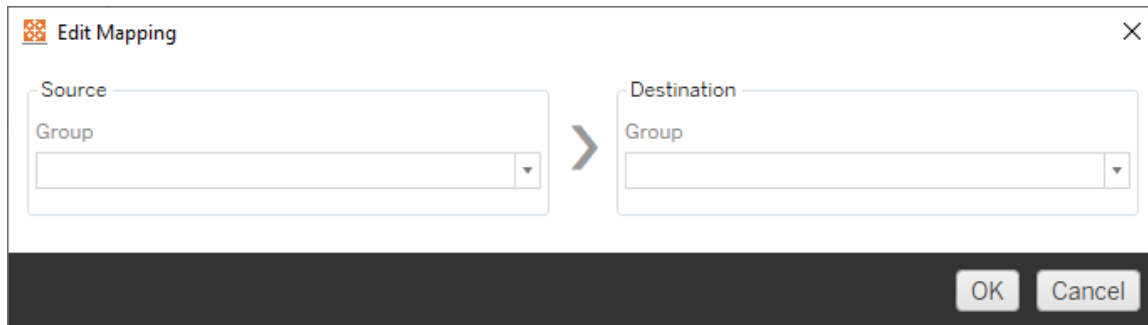 Edit Mapping
Source
Group
Destination
Group
OK
Cancel